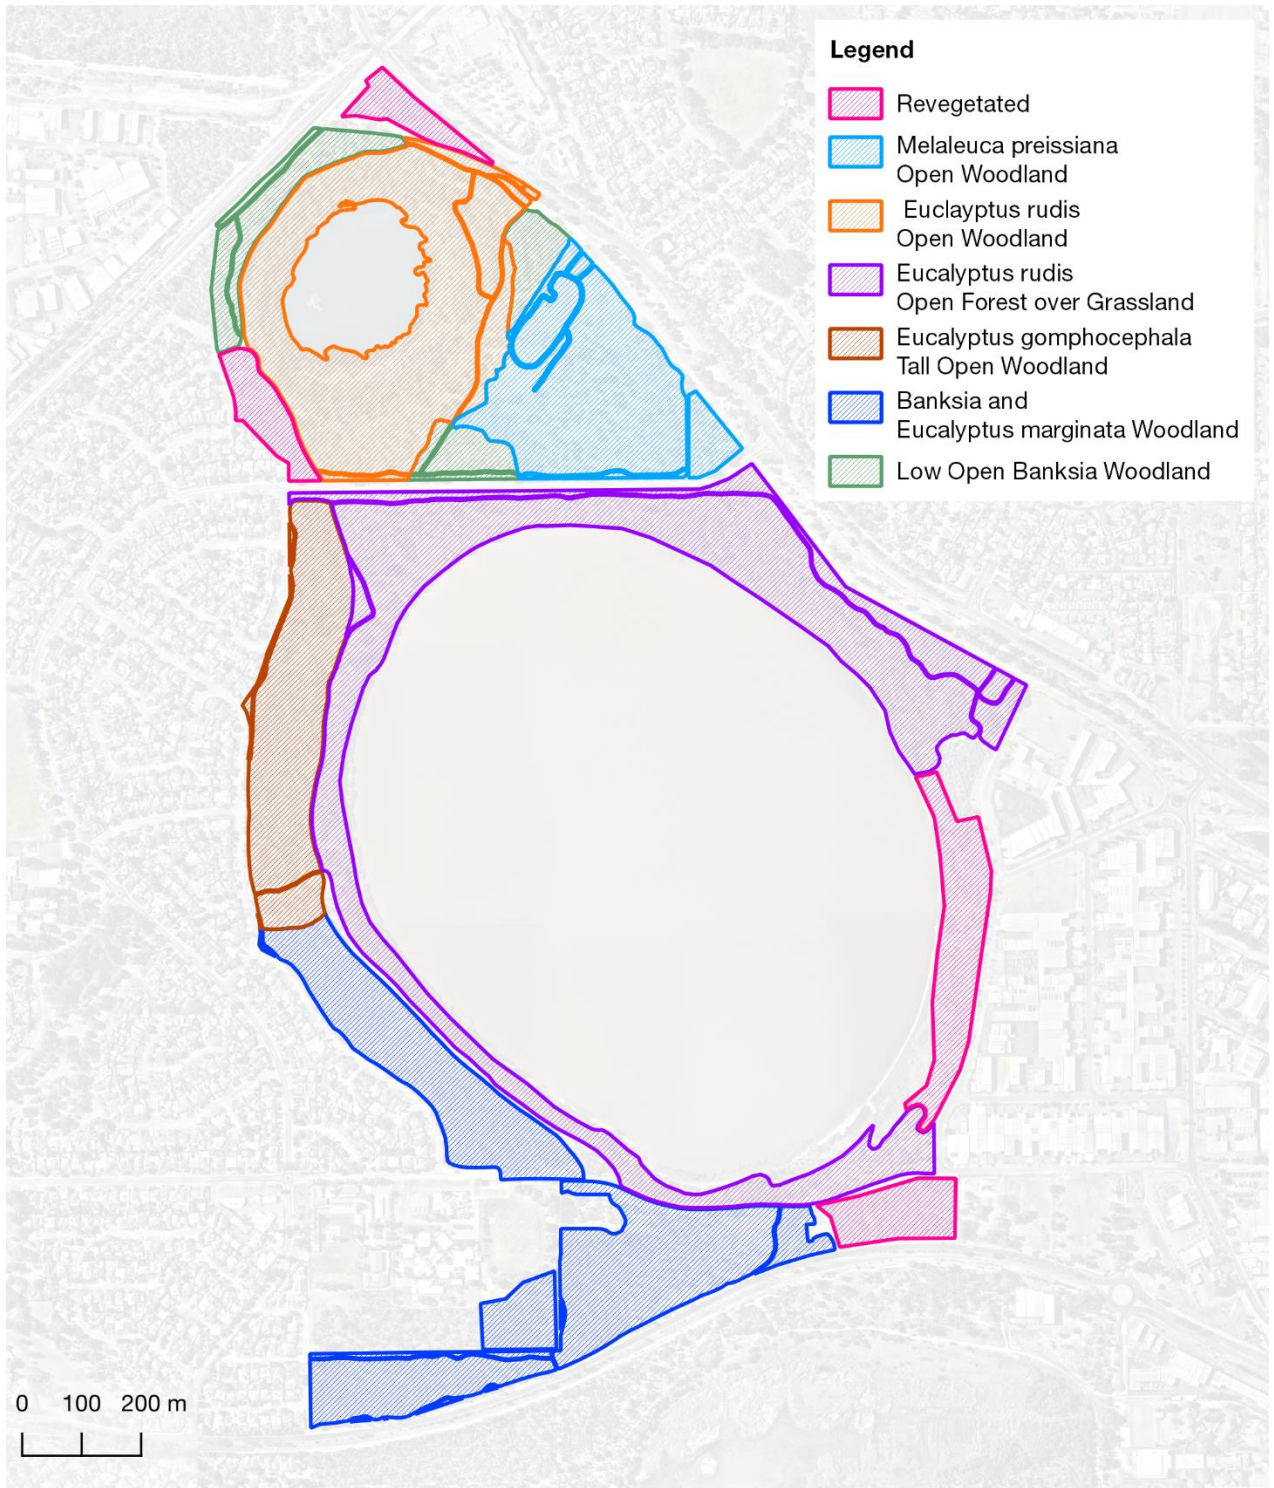 Legend
Revegetated
Melaleuca preissiana
Open Woodland
Euclayptus rudis
Open Woodland
Eucalyptus rudis
Open Forest over Grassland
Eucalyptus gomphocephala
Tall Open Woodland
Banksia and
Eucalyptus marginata Woodland
Low Open Banksia Woodland
0 100 200 m